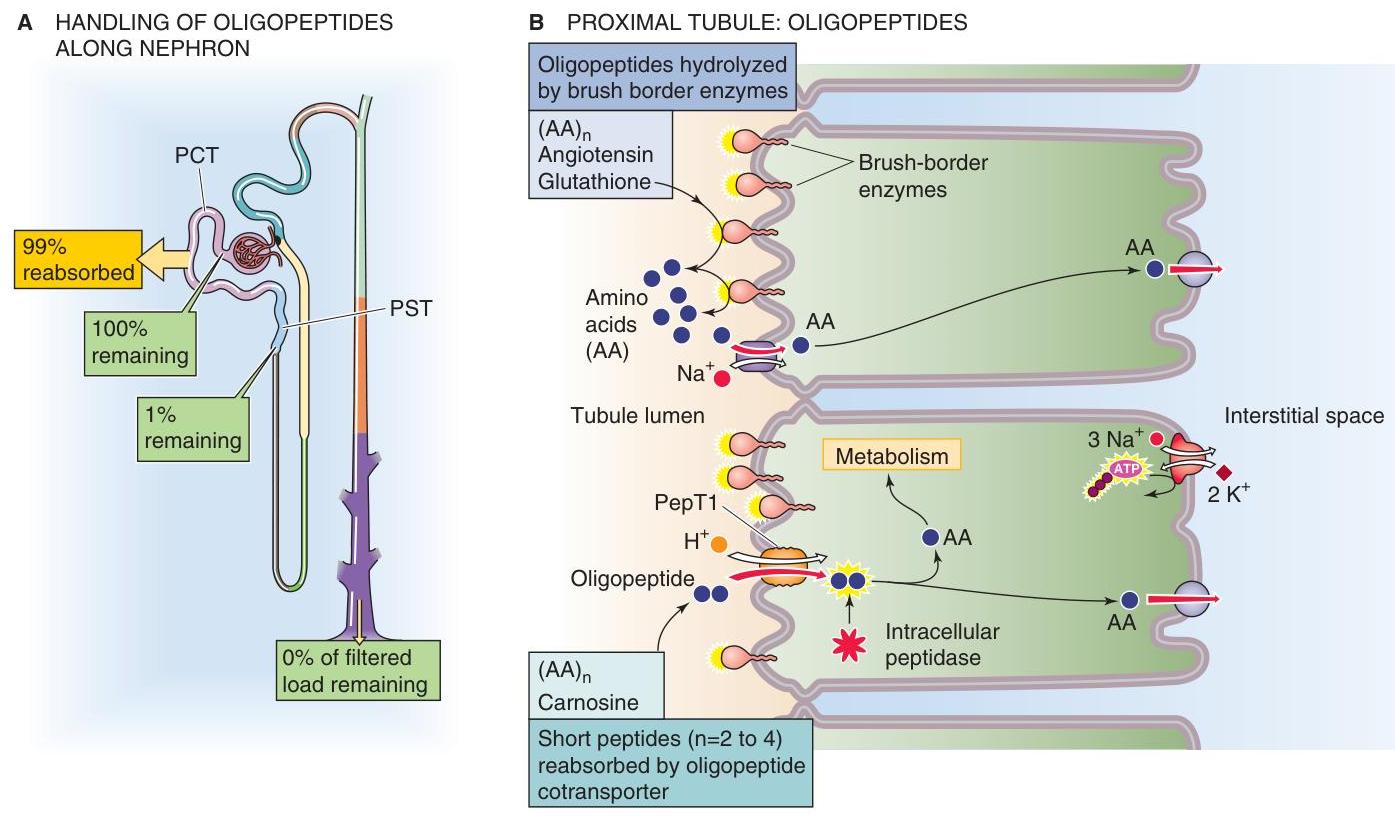 A HANDLING OF OLIGOPEPTIDES
ALONG NEPHRON
PCT
99%
reabsorbed
PST
100%
remaining
1%
remaining
0% of filtered
load remaining
B PROXIMAL TUBULE: OLIGOPEPTIDES
Oligopeptides hydrolyzed
by brush border enzymes
(AA)n
Angiotensin
Glutathione
Brush-border
enzymes
AA
Amino
acids
(AA)
AA
Na+
Tubule lumen
Interstitial space
3 Na+
ATP
2 K+
Metabolism
PepT1
H+
AA
Oligopeptide
AA
Intracellular
peptidase
(AA)n
Carnosine
Short peptides (n=2 to 4)
reabsorbed by oligopeptide
cotransporter